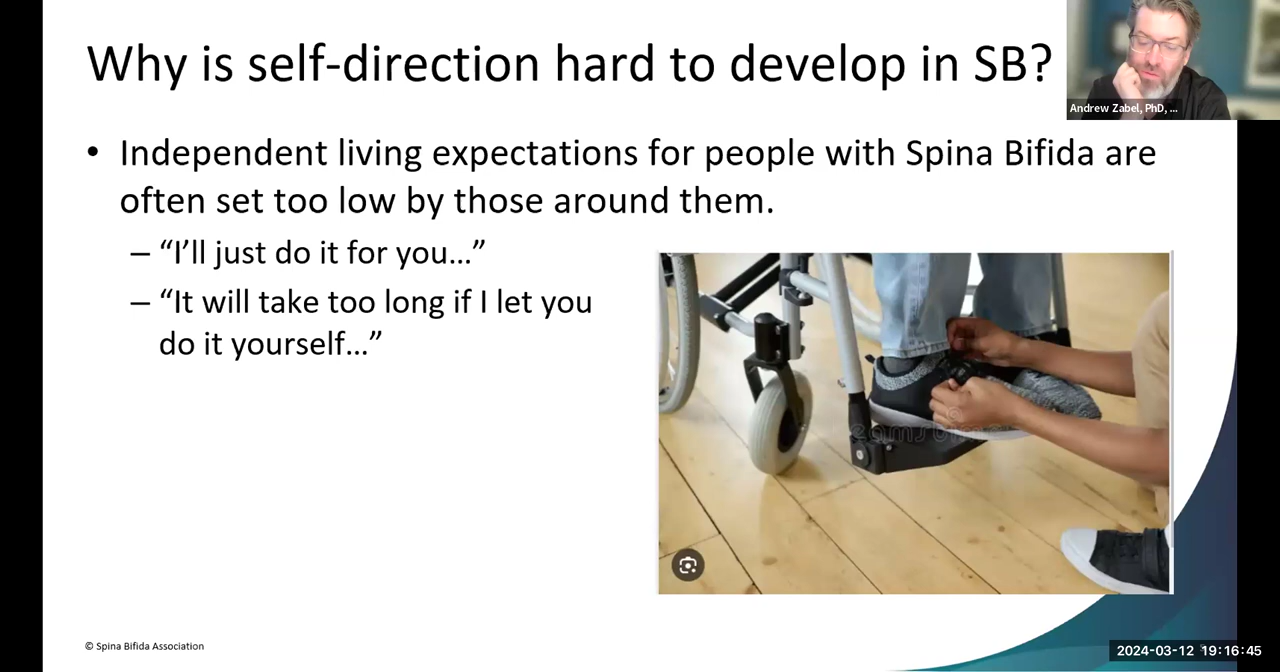 Why is self-direction hard to develop in SB?
Andrew Zabel, PhD, ...
• Independent living expectations for people with Spina Bifida are
often set too low by those around them.
– “I’ll just do it for you…”
– “It will take too long if I let you
do it yourself…”
© Spina Bifida Association
2024-03-12 19:16:45